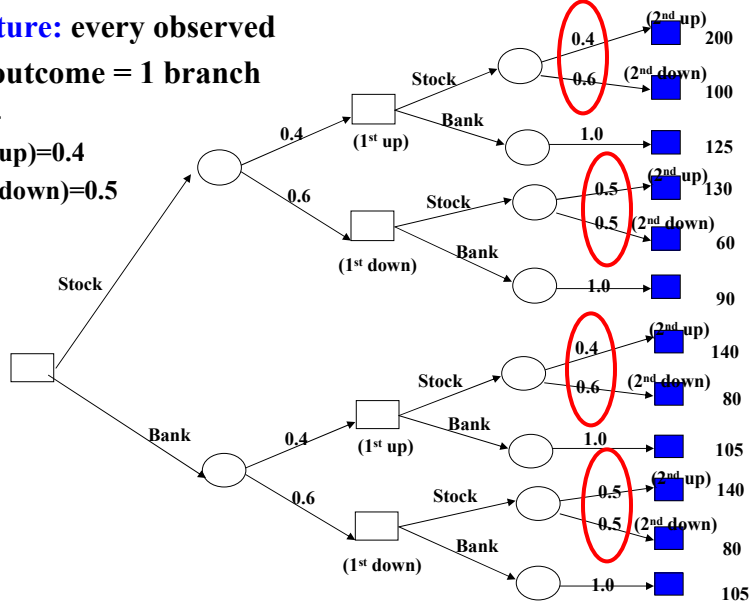 ture: every observed
outcome = 1 branch
up)=0.4
down)=0.5
(2nd up)
0.4
200
Stock
0.6
(2nd down)
100
Bank
0.4
(1st up)
1.0
125
0.6
Stock
0.5
(2nd up)
130
0.5
(2nd down)
60
(1st down)
Bank
1.0
90
Stock
(2nd up)
0.4
140
Stock
0.6
(2nd down)
80
Bank
0.4
(1st up)
Bank
1.0
105
0.6
Stock
0.5
(2nd up)
140
0.5
(2nd down)
80
(1st down)
Bank
1.0
105